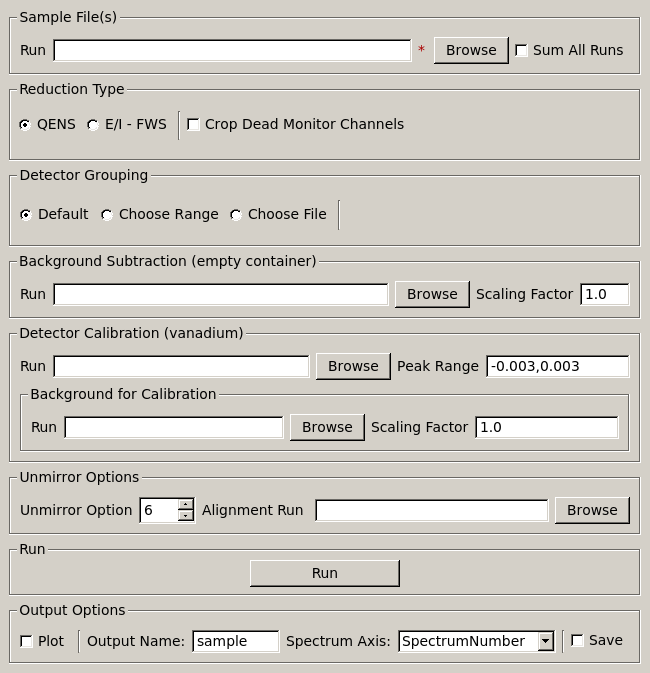 Sample File(s)
Run * Browse Sum All Runs
Reduction Type
QENS E/I - FWS Crop Dead Monitor Channels
Detector Grouping
Default Choose Range Choose File
Background Subtraction (empty container)
Run Browse Scaling Factor 1.0
Detector Calibration (vanadium)
Run Browse Peak Range -0.003,0.003
Background for Calibration
Run Browse Scaling Factor 1.0
Unmirror Options
Unmirror Option 6 Alignment Run Browse
Run
Run
Output Options
Plot Output Name: sample Spectrum Axis: SpectrumNumber Save